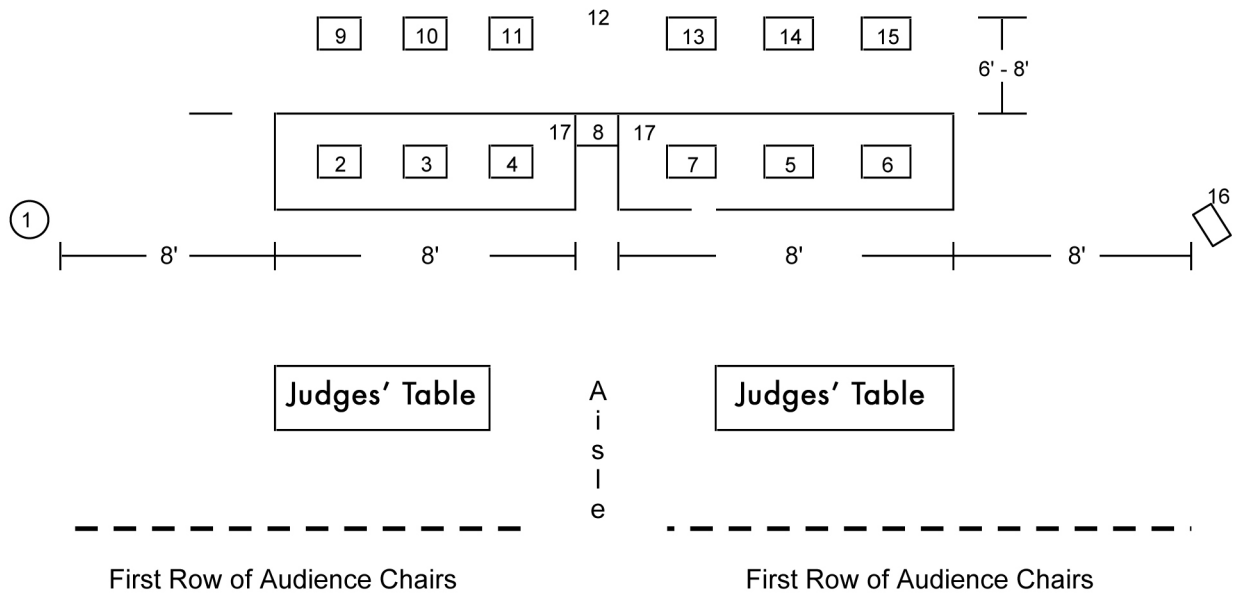 9 10 11 12 13 14 15
6' - 8'
17 8 17
2 3 4 7 5 6
1
16
8' 8' 8' 8'
Judges' Table
Judges' Table
A
i
s
l
e
First Row of Audience Chairs
First Row of Audience Chairs